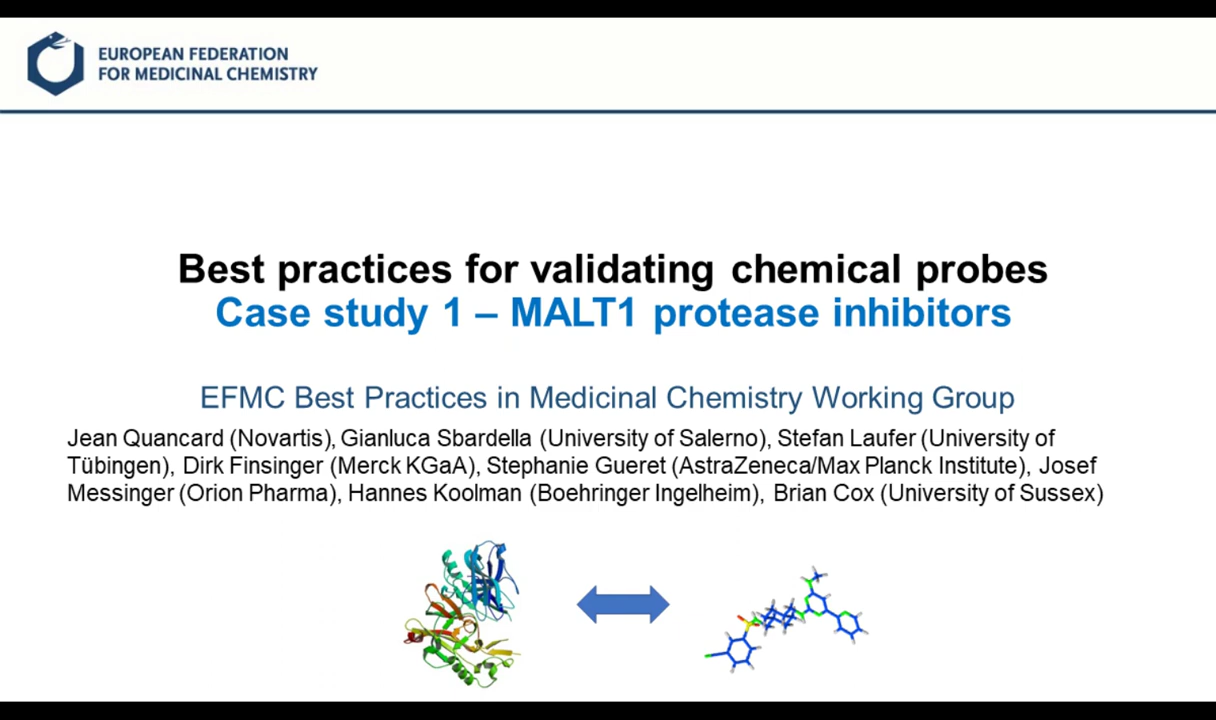 EUROPEAN FEDERATION
FOR MEDICINAL CHEMISTRY
Best practices for validating chemical probes
Case study 1 – MALT1 protease inhibitors
EFMC Best Practices in Medicinal Chemistry Working Group
Jean Quancard (Novartis), Gianluca Sbardella (University of Salerno), Stefan Laufer (University of
Tübingen), Dirk Finsinger (Merck KGaA), Stephanie Gueret (AstraZeneca/Max Planck Institute), Josef
Messinger (Orion Pharma), Hannes Koolman (Boehringer Ingelheim), Brian Cox (University of Sussex)